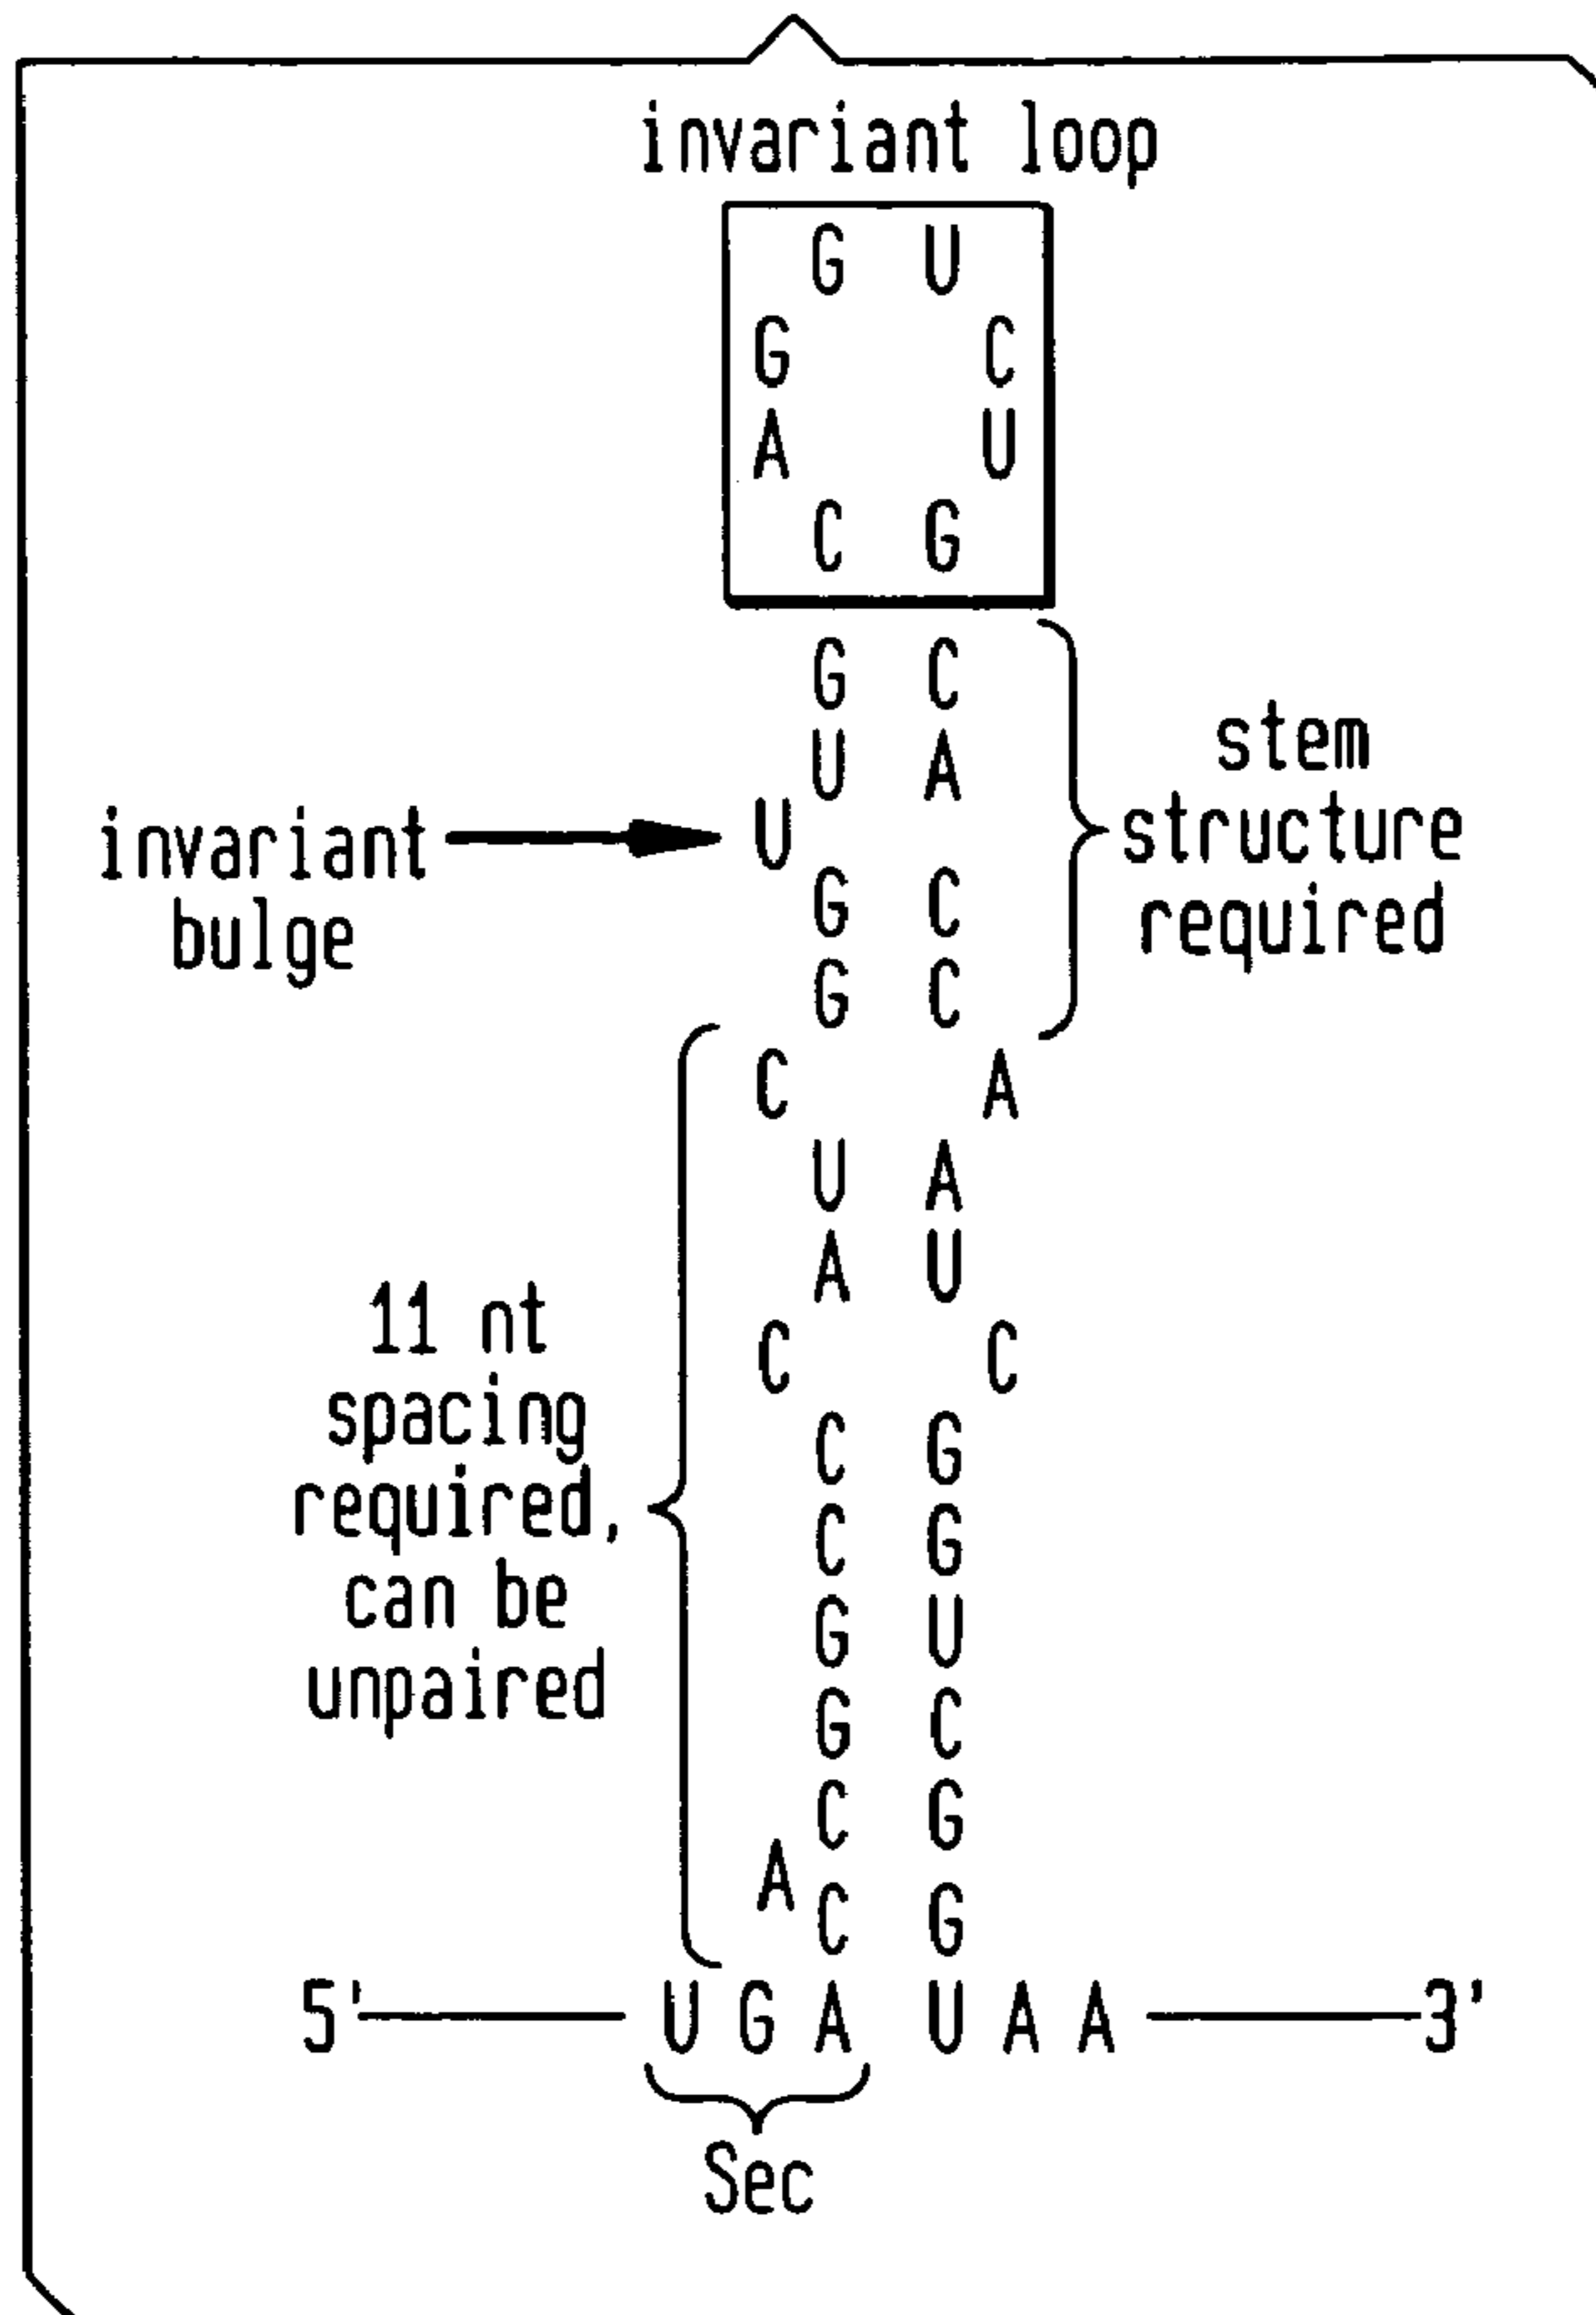 invariant loop
G U
G C
A U
C G
G C
U A
stem
invariant
U
structure
G C
required
bulge
G C
C A
U A
A U
11 nt
C C
spacing
C G
required,
C G
can be
G U
unpaired
G C
C G
A
C G
5' U G A U A A 3'
Sec